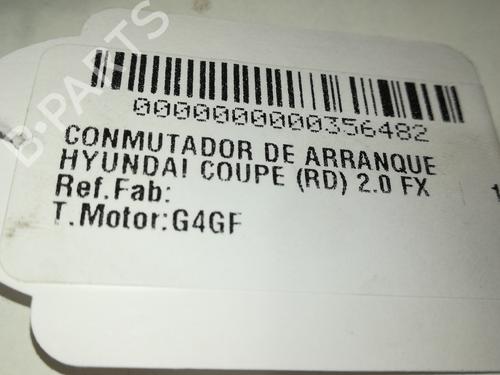 0000000000356482
CONMUTADOR DE ARRANQUE
HYUNDAI COUPE (RD) 2.0 FX
Ref.Fab:
T.Motor:G4GF
B-PARTS